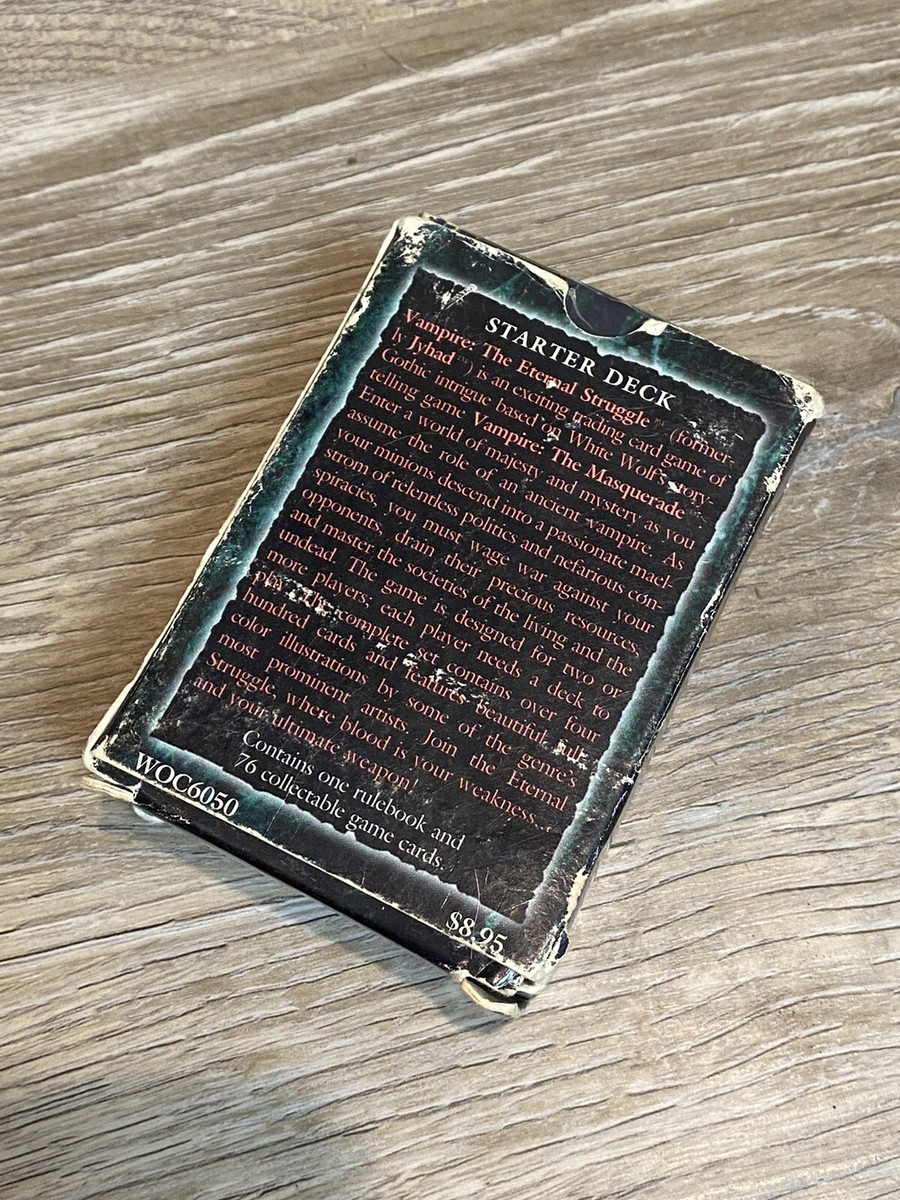 STARTER DECK
Vampire: The Eternal Struggle™ (former-
ly Jyhad™) is an exciting trading card game of
Gothic intrigue based on White Wolf's story-
telling game Vampire: The Masquerade™.
Enter a world of majesty and mystery as you
assume the role of an ancient vampire. As
your minions descend into a passionate mael-
strom of relentless politics and nefarious con-
spiracies, you must wage war against your
opponents, drain their precious resources,
and master the societies of the living and the
undead. The game is designed for two or
more players; each player needs a deck to
play. The complete set contains over four
hundred cards and features beautiful, full-
color illustrations by some of the genre's
most prominent artists. Join the Eternal
Struggle, where blood is your weakness...
and your ultimate weapon!
Contains one rulebook and
76 collectable game cards.
WOC6050
$8.95